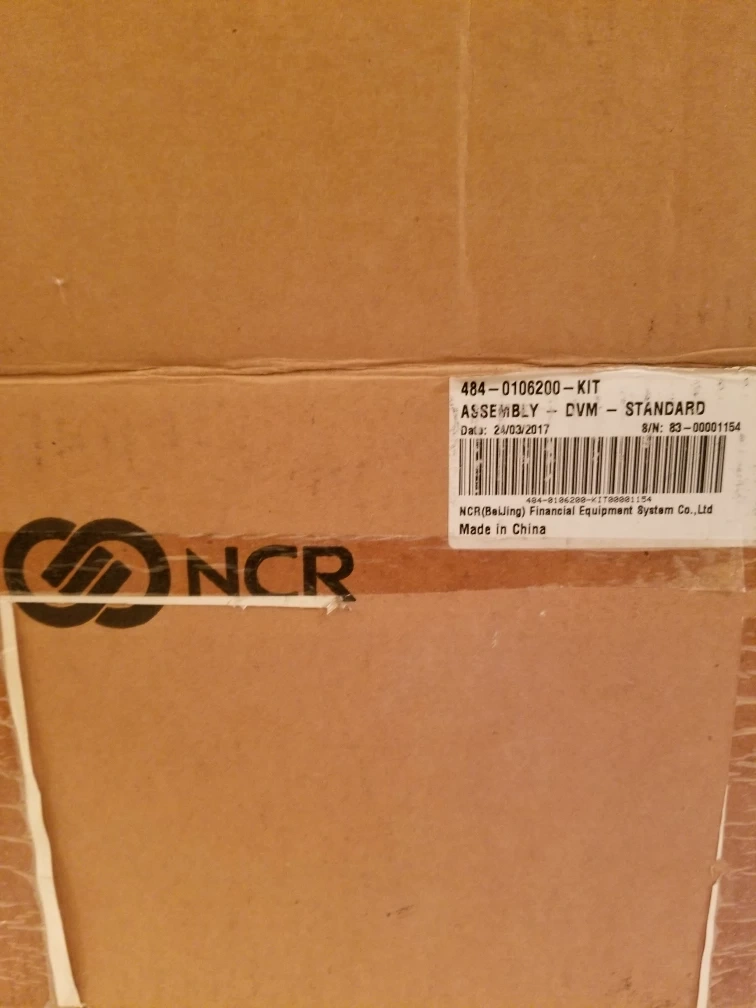 484-0106200-KIT
ASSEMBLY - DVM - STANDARD
Date: 24/03/2017 S/N: 83-00001154
484-0106200-KIT00001154
NCR(BeiJing) Financial Equipment System Co.,Ltd
Made in China
NCR